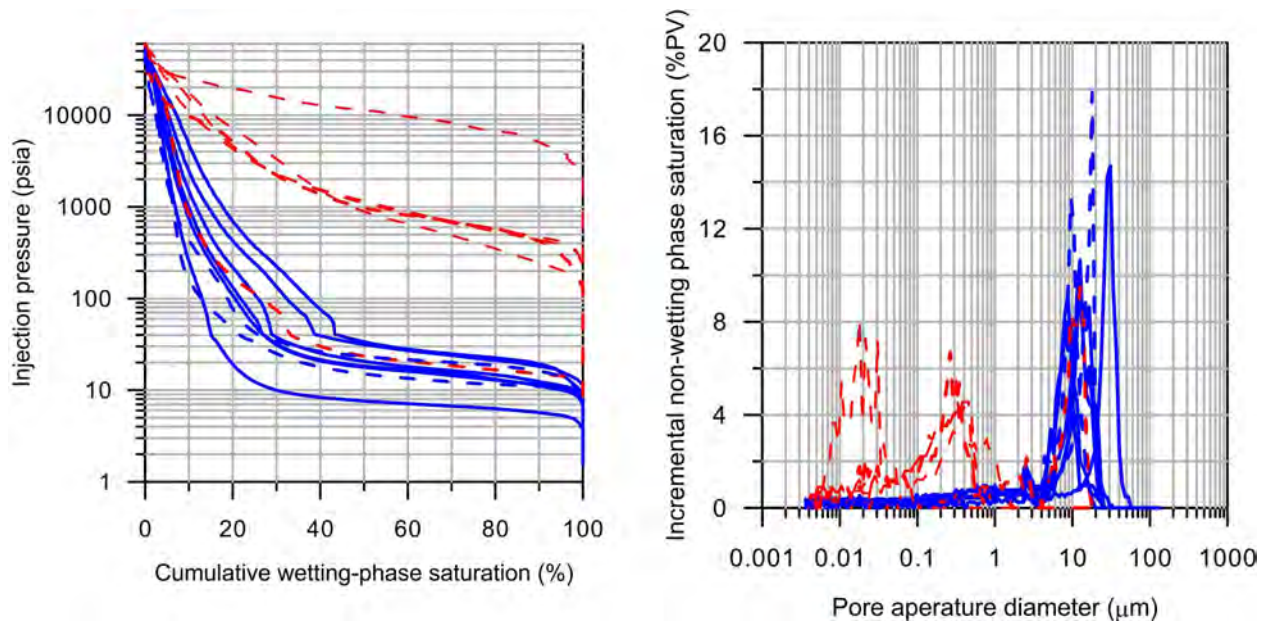 Injection pressure (psia)
10000
1000
100
10
1
0 20 40 60 80 100
Cumulative wetting-phase saturation (%)
Incremental non-wetting phase saturation (%PV)
20
16
12
8
4
0
0.001 0.01 0.1 1 10 100 1000
Pore aperature diameter (μm)